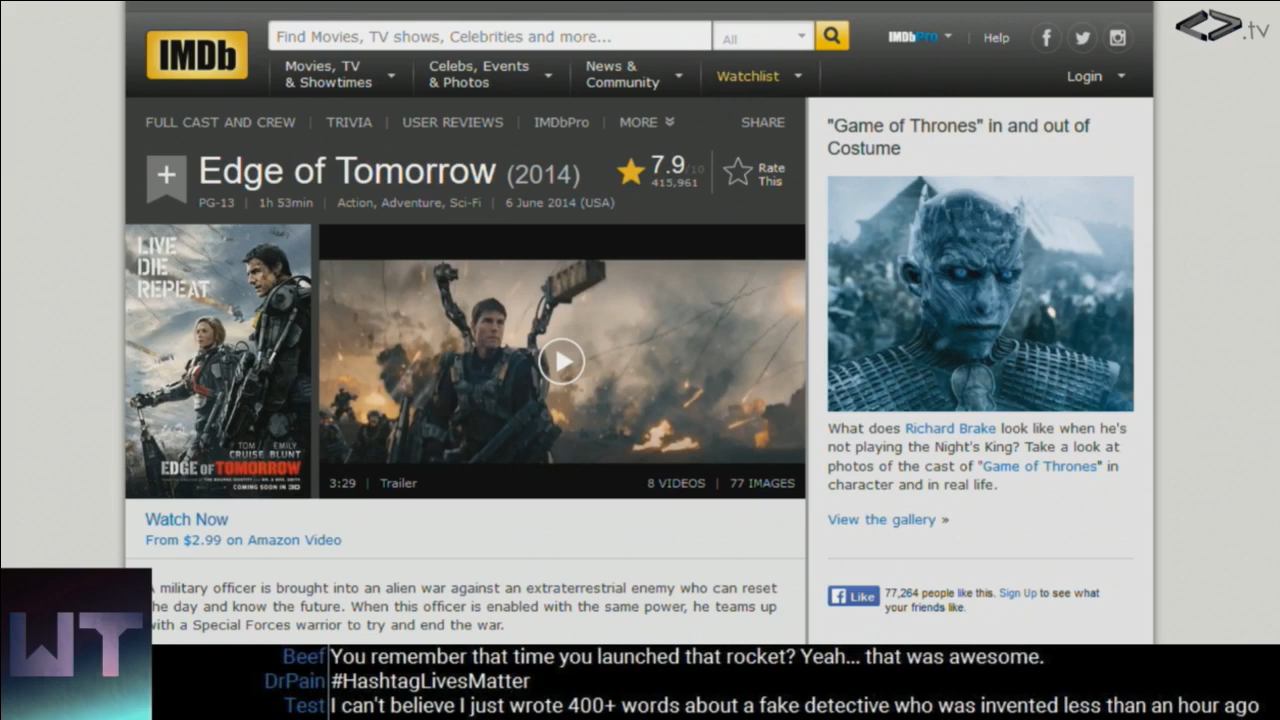 IMDb
Find Movies, TV shows, Celebrities and more...
All
IMDbPro
Help
.tv
Movies, TV
& Showtimes
Celebs, Events
& Photos
News &
Community
Watchlist
Login
FULL CAST AND CREW | TRIVIA | USER REVIEWS | IMDbPro | MORE
SHARE
+ Edge of Tomorrow (2014)
7.9/10
415,961
Rate
This
PG-13 | 1h 53min | Action, Adventure, Sci-Fi | 6 June 2014 (USA)
LIVE
DIE
REPEAT
TOM EMILY
CRUISE BLUNT
EDGE OF TOMORROW
COMING SOON IN 3D
3:29 | Trailer
8 VIDEOS | 77 IMAGES
Watch Now
From $2.99 on Amazon Video
military officer is brought into an alien war against an extraterrestrial enemy who can reset
he day and know the future. When this officer is enabled with the same power, he teams up
with a Special Forces warrior to try and end the war.
"Game of Thrones" in and out of
Costume
What does Richard Brake look like when he's
not playing the Night's King? Take a look at
photos of the cast of "Game of Thrones" in
character and in real life.
View the gallery »
f Like
77,264 people like this. Sign Up to see what
your friends like.
WT
Beef You remember that time you launched that rocket? Yeah... that was awesome.
DrPain #HashtagLivesMatter
Test I can't believe I just wrote 400+ words about a fake detective who was invented less than an hour ago